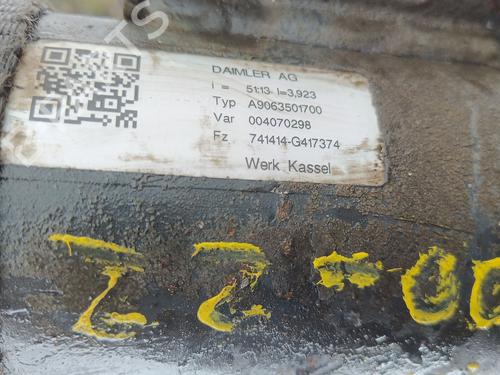 DAIMLER AG
i = 51:13 I=3,923
Typ A9063501700
Var 004070298
Fz. 741414-G417374
Werk Kassel